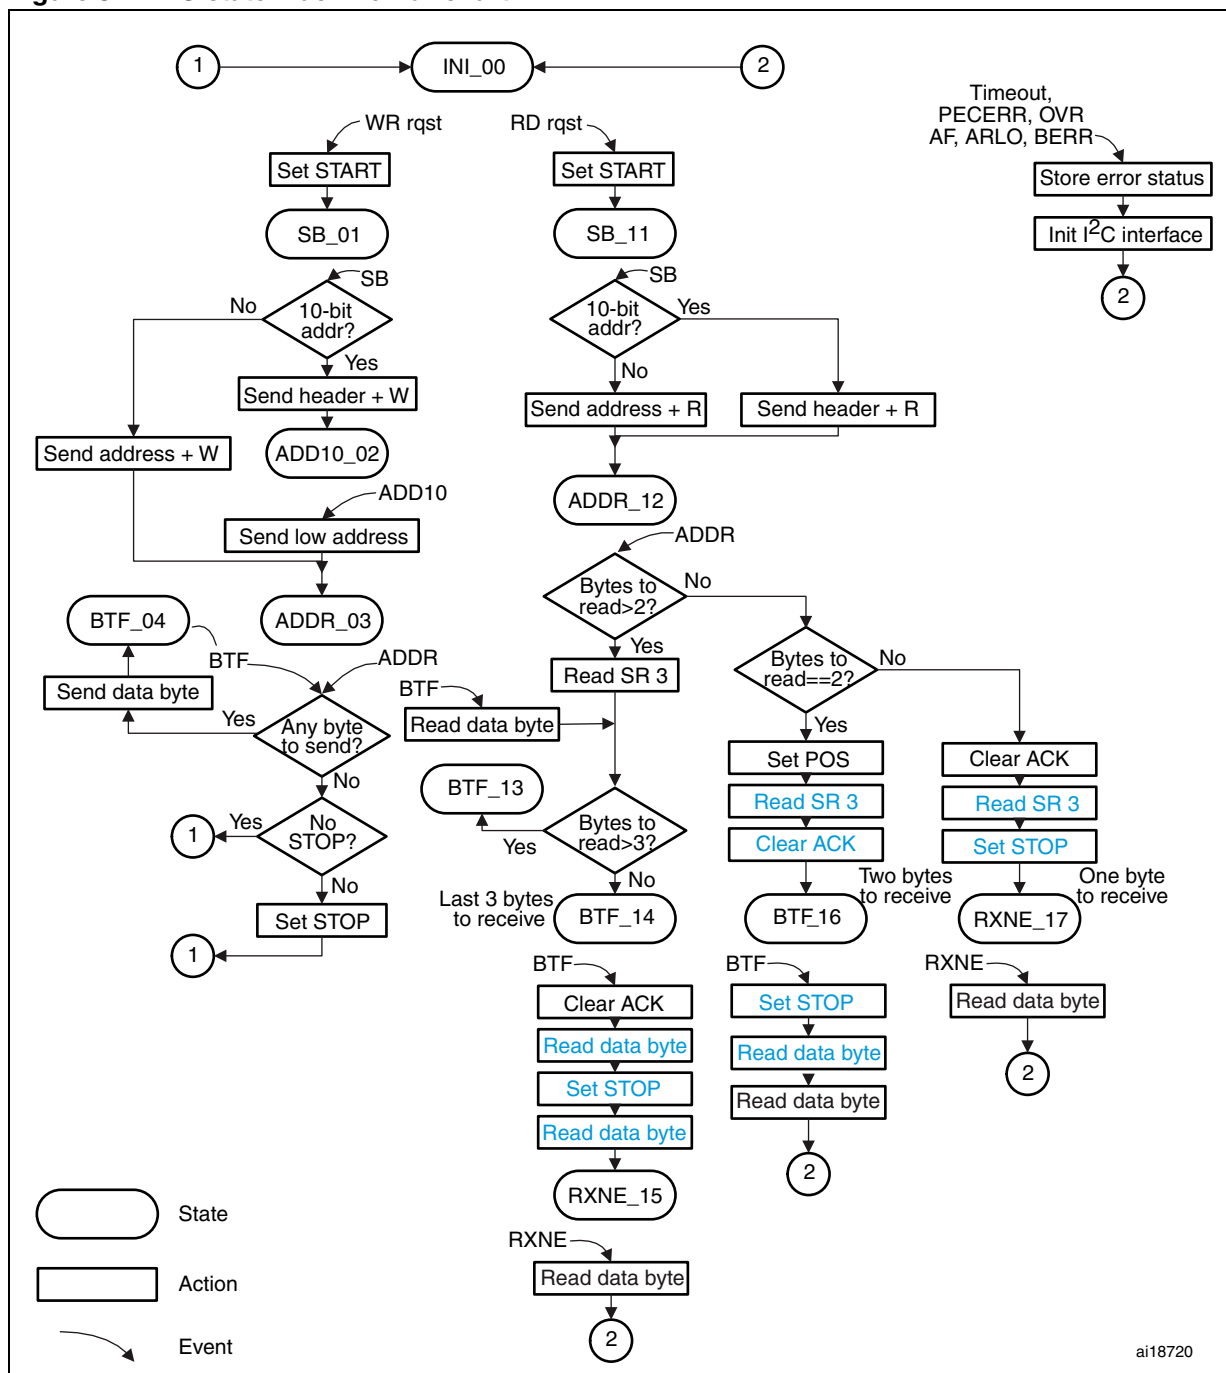 1
INI_00
2
WR rqst
RD rqst
Timeout,
PECERR, OVR
AF, ARLO, BERR
Set START
Set START
Store error status
SB_01
SB_11
Init I²C interface
SB
SB
2
No
10-bit
addr?
10-bit
addr?
Yes
Yes
No
Send header + W
Send address + R
Send header + R
Send address + W
ADD10_02
ADD10
ADDR_12
Send low address
ADDR
Bytes to
read>2?
No
BTF_04
ADDR_03
Yes
BTF
ADDR
Read SR 3
Bytes to
read==2?
No
Send data byte
BTF
Yes
Any byte
to send?
Read data byte
Yes
No
Set POS
Clear ACK
BTF_13
Read SR 3
Read SR 3
1
Yes
No
STOP?
Yes
Bytes to
read>3?
Clear ACK
Set STOP
No
No
Last 3 bytes
to receive
BTF_14
Two bytes
to receive
BTF_16
One byte
to receive
RXNE_17
Set STOP
1
BTF
BTF
RXNE
Clear ACK
Set STOP
Read data byte
Read data byte
Read data byte
2
Set STOP
Read data byte
Read data byte
2
RXNE_15
State
RXNE
Read data byte
Action
2
Event
ai18720